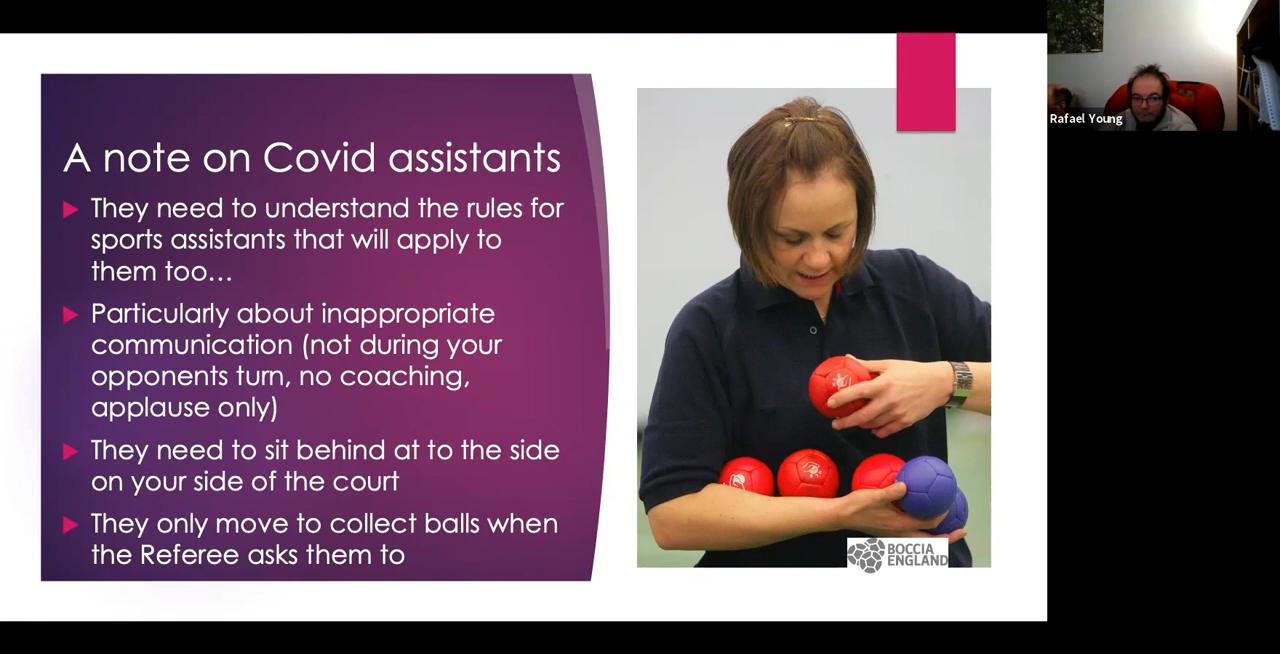 A note on Covid assistants
They need to understand the rules for
sports assistants that will apply to
them too…
Particularly about inappropriate
communication (not during your
opponents turn, no coaching,
applause only)
They need to sit behind at to the side
on your side of the court
They only move to collect balls when
the Referee asks them to
BOCCIA
ENGLAND
Rafael Young